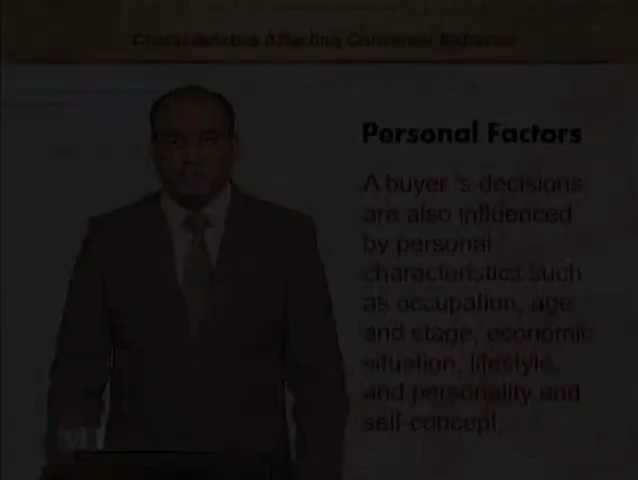 Characteristics Affecting Consumer Behavior
Personal Factors
A buyer 's decisions
are also influenced
by personal
characteristics such
as occupation, age
and stage, economic
situation, lifestyle,
and personality and
self-concept.